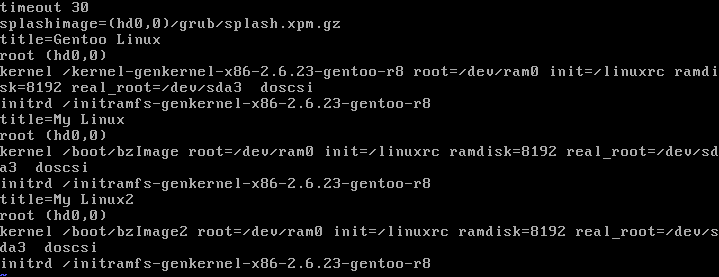 timeout 30
splashimage=(hd0,0)/grub/splash.xpm.gz
title=Gentoo Linux
root (hd0,0)
kernel /kernel-genkernel-x86-2.6.23-gentoo-r8 root=/dev/ram0 init=/linuxrc ramdi
sk=8192 real_root=/dev/sda3  doscsi
initrd /initramfs-genkernel-x86-2.6.23-gentoo-r8
title=My Linux
root (hd0,0)
kernel /boot/bzImage root=/dev/ram0 init=/linuxrc ramdisk=8192 real_root=/dev/sd
a3  doscsi
initrd /initramfs-genkernel-x86-2.6.23-gentoo-r8
title=My Linux2
root (hd0,0)
kernel /boot/bzImage2 root=/dev/ram0 init=/linuxrc ramdisk=8192 real_root=/dev/s
da3  doscsi
initrd /initramfs-genkernel-x86-2.6.23-gentoo-r8
~